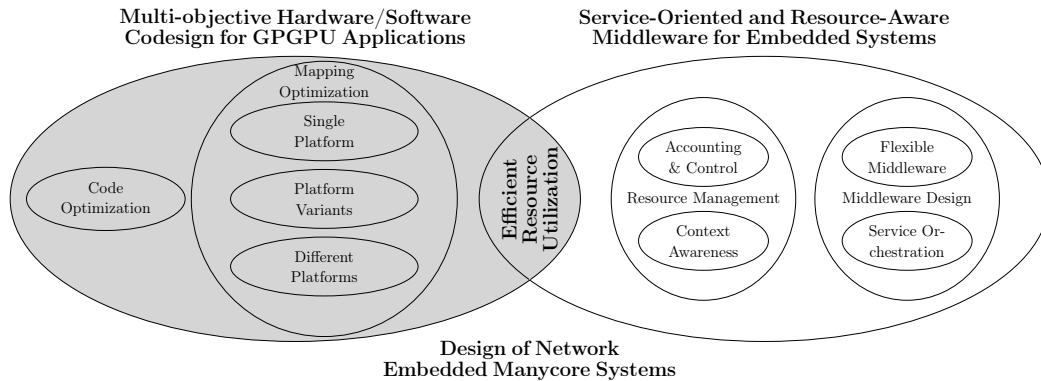 Multi-objective Hardware/Software
Codesign for GPGPU Applications
Service-Oriented and Resource-Aware
Middleware for Embedded Systems
Mapping
Optimization
Single
Platform
Code
Optimization
Platform
Variants
Different
Platforms
Efficient
Resource
Utilization
Accounting
& Control
Resource Management
Context
Awareness
Flexible
Middleware
Middleware Design
Service Or-
chestration
Design of Network
Embedded Manycore Systems